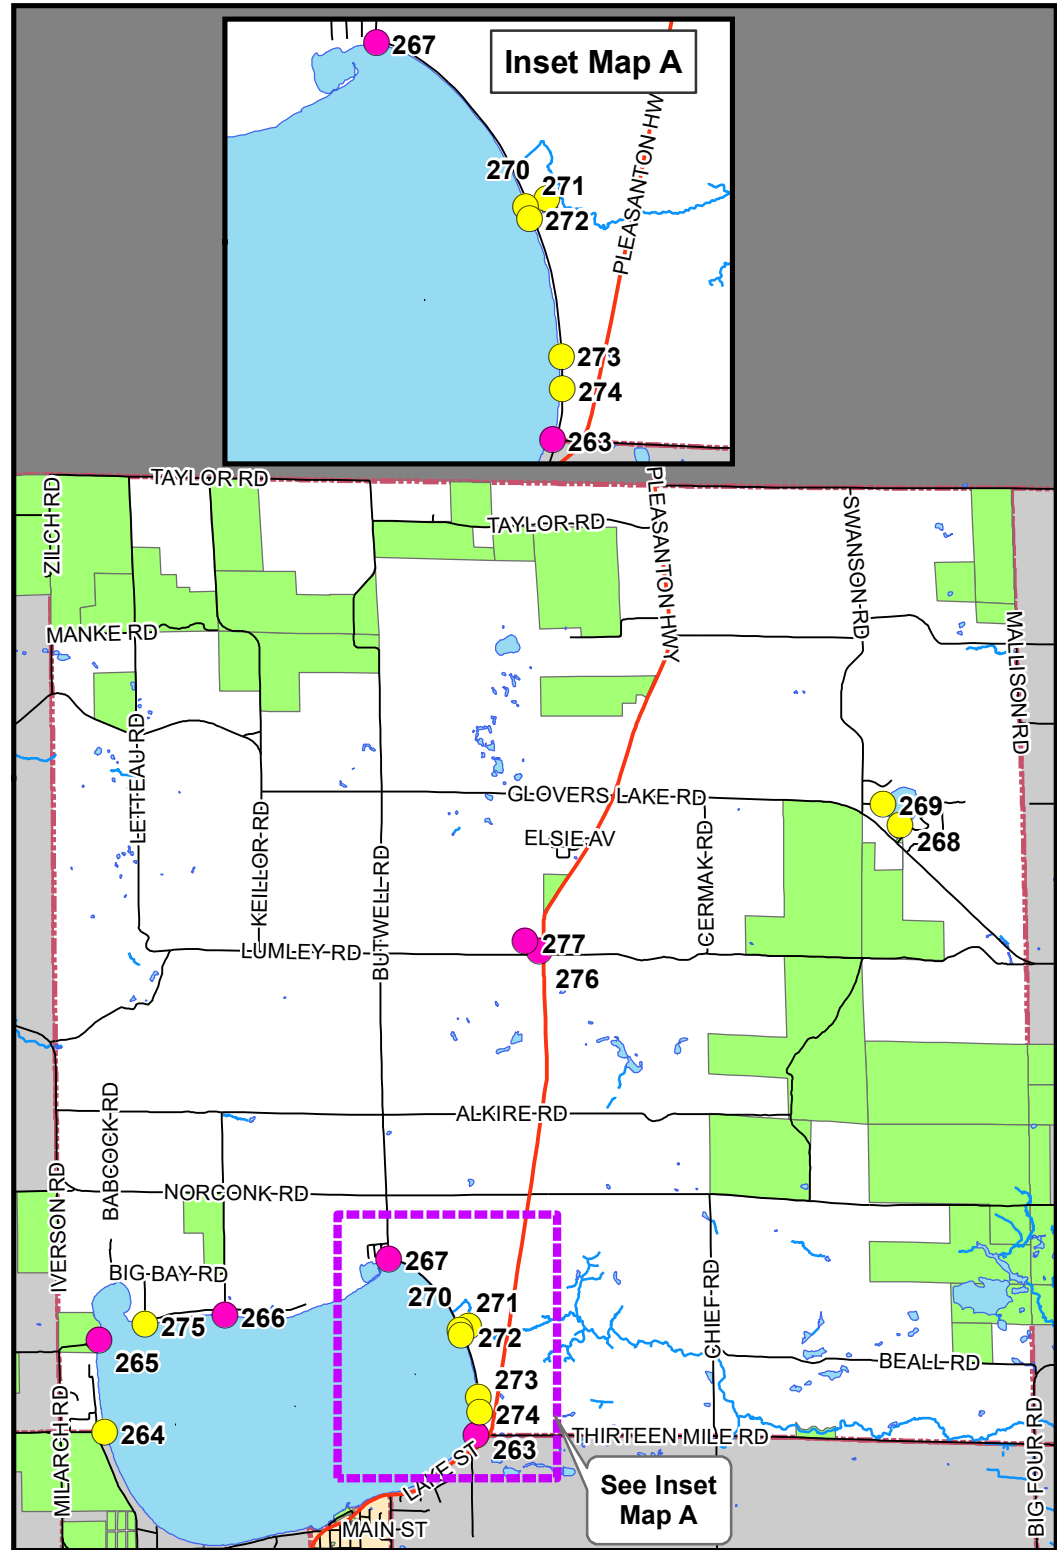 267
Inset Map A
PLEASANTON HW
270
271
272
273
274
263
TAYLOR RD
ZILCH RD
TAYLOR RD
PLEASANTON HWY
SWANSON RD
MANKE RD
MALLISON RD
LETTEAU RD
GLOVERS LAKE RD
269
268
ELSIE AV
KEILLOR RD
CERMAK RD
BUTWELL RD
LUMLEY RD
277
276
BABCOCK RD
ALKIRE RD
IVERSON RD
NORCONK RD
267
BIG BAY RD
270
271
272
275
266
265
CHIEF RD
BEALL RD
273
274
264
263
THIRTEEN MILE RD
MILARCH RD
LAKE ST
BIG FOUR RD
See Inset
Map A
MAIN ST